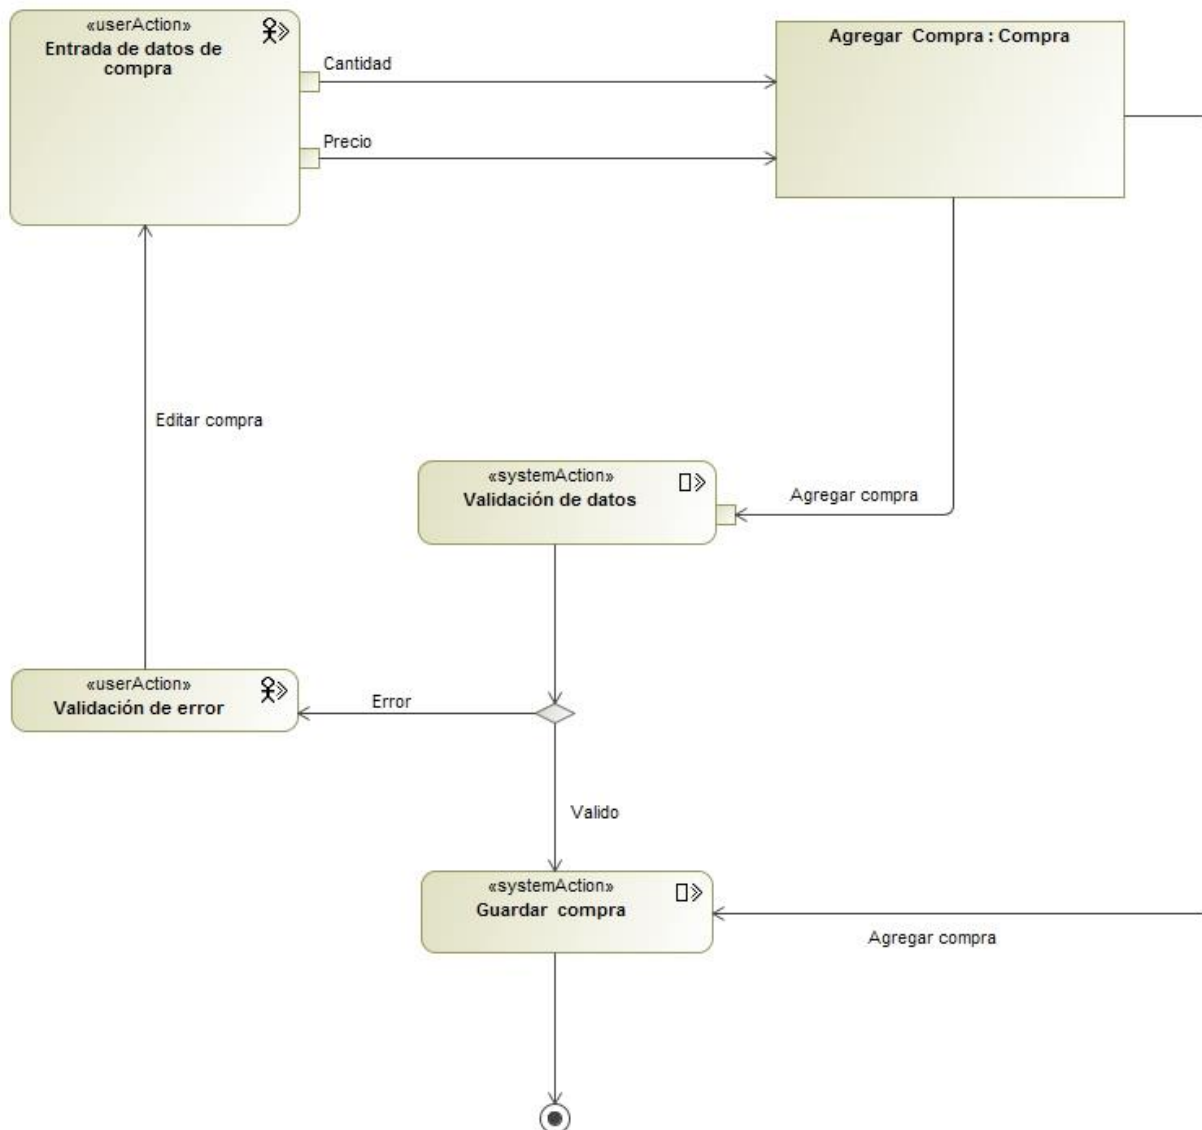 «userAction»
Entrada de datos de
compra
Agregar Compra : Compra
Cantidad
Precio
Editar compra
«systemAction»
Validación de datos
Agregar compra
«userAction»
Validación de error
Error
Valido
«systemAction»
Guardar compra
Agregar compra